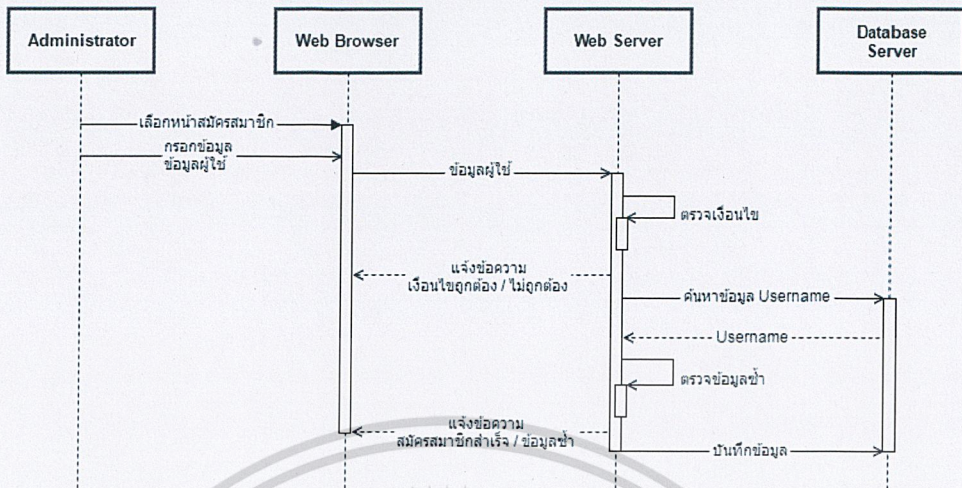 Administrator
Web Browser
Web Server
Database
Server
เลือกหน้าสมัครสมาชิก
กรอกข้อมูล
ข้อมูลผู้ใช้
ข้อมูลผู้ใช้
ตรวจเงื่อนไข
แจ้งข้อความ
เงื่อนไขถูกต้อง / ไม่ถูกต้อง
ค้นหาข้อมูล Username
Username
ตรวจข้อมูลซ้ำ
แจ้งข้อความ
สมัครสมาชิกสำเร็จ / ข้อมูลซ้ำ
บันทึกข้อมูล